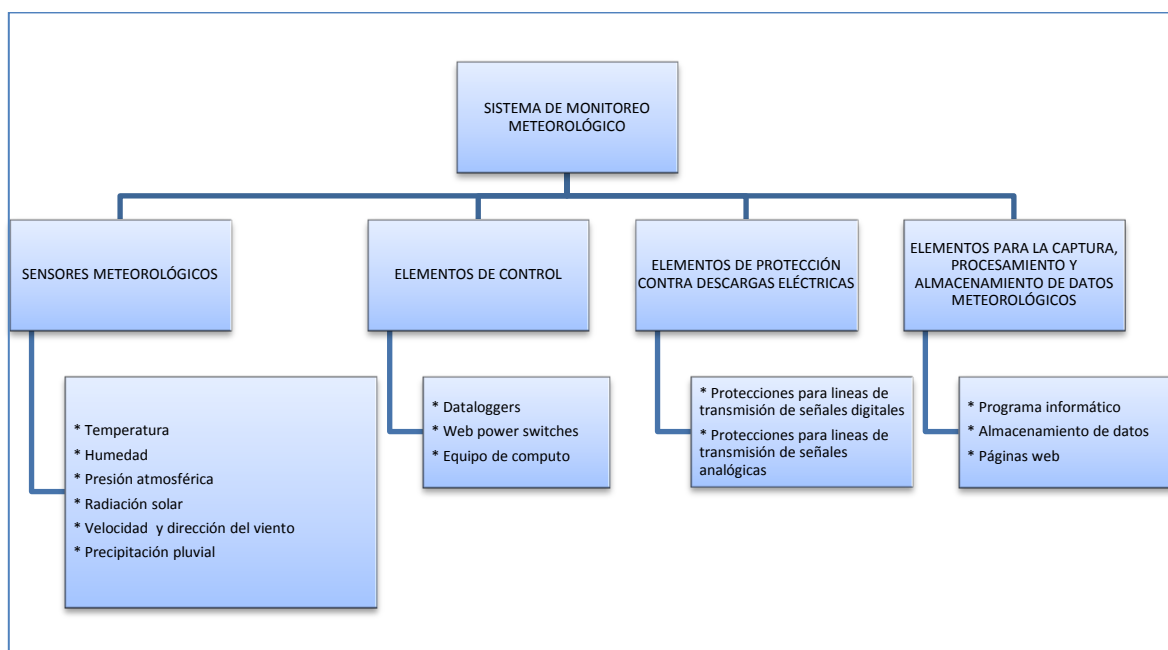 SISTEMA DE MONITOREO
METEOROLÓGICO
SENSORES METEOROLÓGICOS
ELEMENTOS DE CONTROL
ELEMENTOS DE PROTECCIÓN
CONTRA DESCARGAS ELÉCTRICAS
ELEMENTOS PARA LA CAPTURA,
PROCESAMIENTO Y
ALMACENAMIENTO DE DATOS
METEOROLÓGICOS
* Temperatura
* Humedad
* Presión atmosférica
* Radiación solar
* Velocidad y dirección del viento
* Precipitación pluvial
* Dataloggers
* Web power switches
* Equipo de computo
* Protecciones para lineas de
transmisión de señales digitales
* Protecciones para lineas de
transmisión de señales
analógicas
* Programa informático
* Almacenamiento de datos
* Páginas web